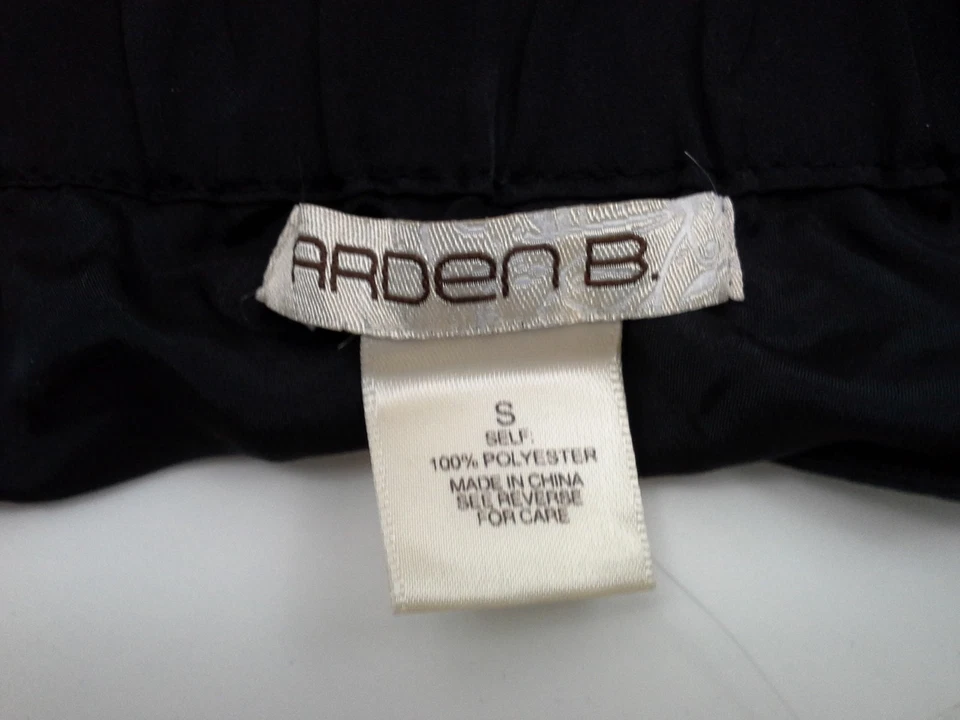 ARDen B.
S
SELF:
100% POLYESTER
MADE IN CHINA
SEE REVERSE
FOR CARE